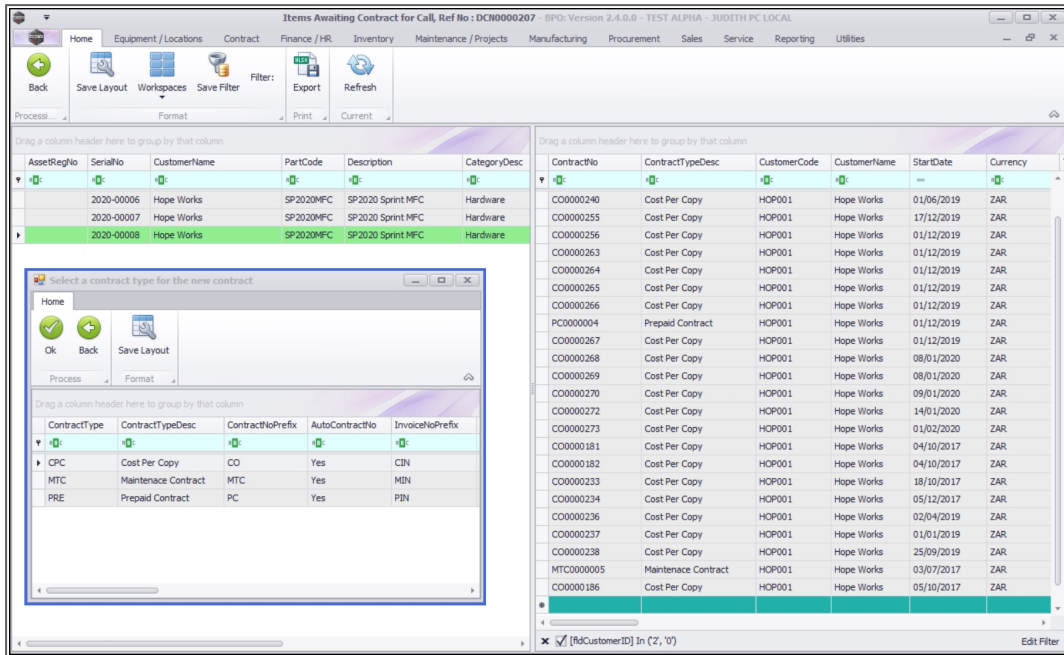 Items Awaiting Contract for Call, Ref No : DCN0000207 - BPO: Version 2.4.0.0 - TEST ALPHA - JUDITH PC LOCAL
Home Equipment / Locations Contract Finance / HR Inventory Maintenance / Projects Manufacturing Procurement Sales Service Reporting Utilities
Back Save Layout Workspaces Save Filter Filter: Export Refresh
Processi... Format Print Current
Drag a column header here to group by that column
AssetRegNo SerialNo CustomerName PartCode Description CategoryDesc
2020-00006 Hope Works SP2020MFC SP2020 Sprint MFC Hardware
2020-00007 Hope Works SP2020MFC SP2020 Sprint MFC Hardware
2020-00008 Hope Works SP2020MFC SP2020 Sprint MFC Hardware
Select a contract type for the new contract
Home
Ok Back Save Layout
Process Format
Drag a column header here to group by that column
ContractType ContractTypeDesc ContractNoPrefix AutoContractNo InvoiceNoPrefix
CPC Cost Per Copy CO Yes CIN
MTC Maintenace Contract MTC Yes MIN
PRE Prepaid Contract PC Yes PIN
Drag a column header here to group by that column
ContractNo ContractTypeDesc CustomerCode CustomerName StartDate Currency
CO0000240 Cost Per Copy HOP001 Hope Works 01/06/2019 ZAR
CO0000255 Cost Per Copy HOP001 Hope Works 17/12/2019 ZAR
CO0000256 Cost Per Copy HOP001 Hope Works 01/12/2019 ZAR
CO0000263 Cost Per Copy HOP001 Hope Works 01/12/2019 ZAR
CO0000264 Cost Per Copy HOP001 Hope Works 01/12/2019 ZAR
CO0000265 Cost Per Copy HOP001 Hope Works 01/12/2019 ZAR
CO0000266 Cost Per Copy HOP001 Hope Works 01/12/2019 ZAR
PC0000004 Prepaid Contract HOP001 Hope Works 01/12/2019 ZAR
CO0000267 Cost Per Copy HOP001 Hope Works 01/12/2019 ZAR
CO0000268 Cost Per Copy HOP001 Hope Works 08/01/2020 ZAR
CO0000269 Cost Per Copy HOP001 Hope Works 08/01/2020 ZAR
CO0000270 Cost Per Copy HOP001 Hope Works 09/01/2020 ZAR
CO0000272 Cost Per Copy HOP001 Hope Works 14/01/2020 ZAR
CO0000273 Cost Per Copy HOP001 Hope Works 01/02/2020 ZAR
CO0000181 Cost Per Copy HOP001 Hope Works 04/10/2017 ZAR
CO0000182 Cost Per Copy HOP001 Hope Works 04/10/2017 ZAR
CO0000233 Cost Per Copy HOP001 Hope Works 18/10/2017 ZAR
CO0000234 Cost Per Copy HOP001 Hope Works 05/12/2017 ZAR
CO0000236 Cost Per Copy HOP001 Hope Works 02/04/2019 ZAR
CO0000237 Cost Per Copy HOP001 Hope Works 01/01/2019 ZAR
CO0000238 Cost Per Copy HOP001 Hope Works 25/09/2019 ZAR
MTC0000005 Maintenace Contract HOP001 Hope Works 03/07/2017 ZAR
CO0000186 Cost Per Copy HOP001 Hope Works 05/10/2017 ZAR
[fldCustomerID] In ('2', '0') Edit Filter